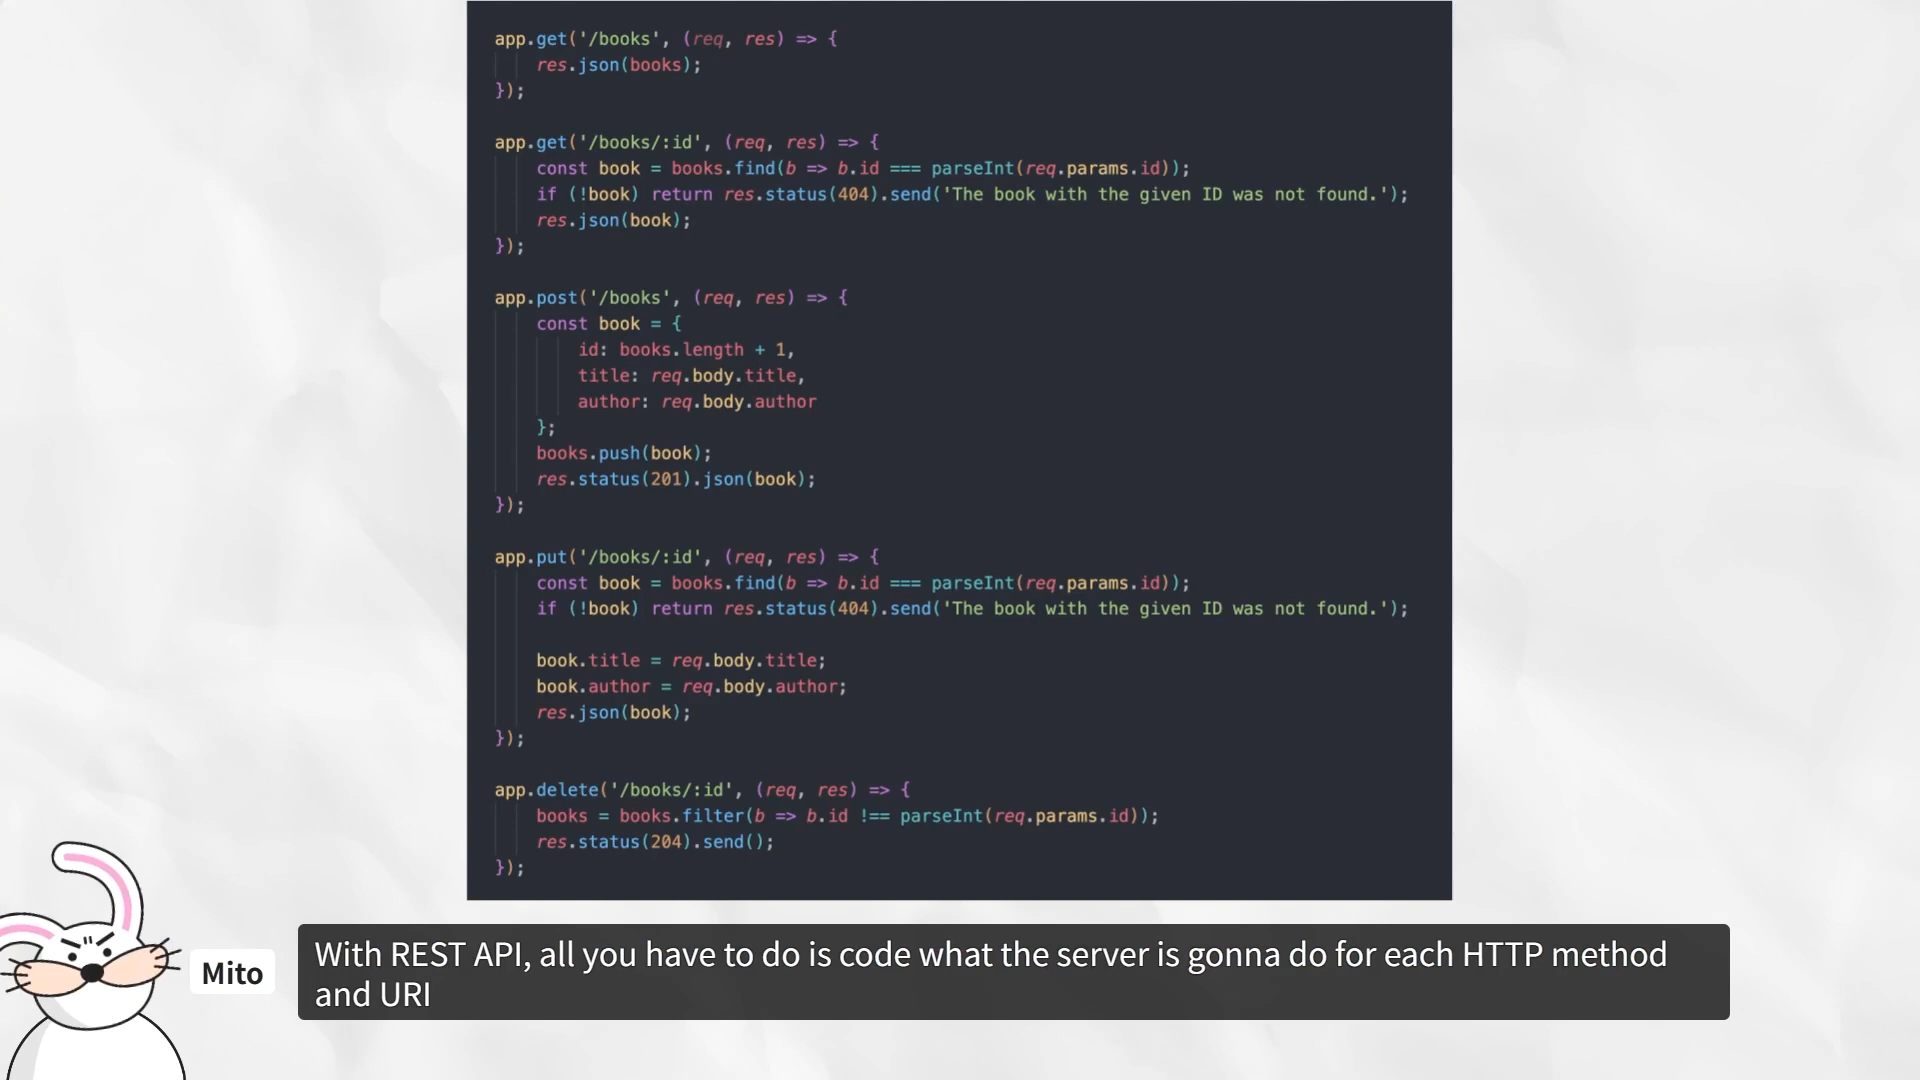 app.get('/books', (req, res) => {
    res.json(books);
});
app.get('/books/:id', (req, res) => {
    const book = books.find(b => b.id === parseInt(req.params.id));
    if (!book) return res.status(404).send('The book with the given ID was not found.');
    res.json(book);
});
app.post('/books', (req, res) => {
    const book = {
        id: books.length + 1,
        title: req.body.title,
        author: req.body.author
    };
    books.push(book);
    res.status(201).json(book);
});
app.put('/books/:id', (req, res) => {
    const book = books.find(b => b.id === parseInt(req.params.id));
    if (!book) return res.status(404).send('The book with the given ID was not found.');
    book.title = req.body.title;
    book.author = req.body.author;
    res.json(book);
});
app.delete('/books/:id', (req, res) => {
    books = books.filter(b => b.id !== parseInt(req.params.id));
    res.status(204).send();
});
Mito
With REST API, all you have to do is code what the server is gonna do for each HTTP method
and URI